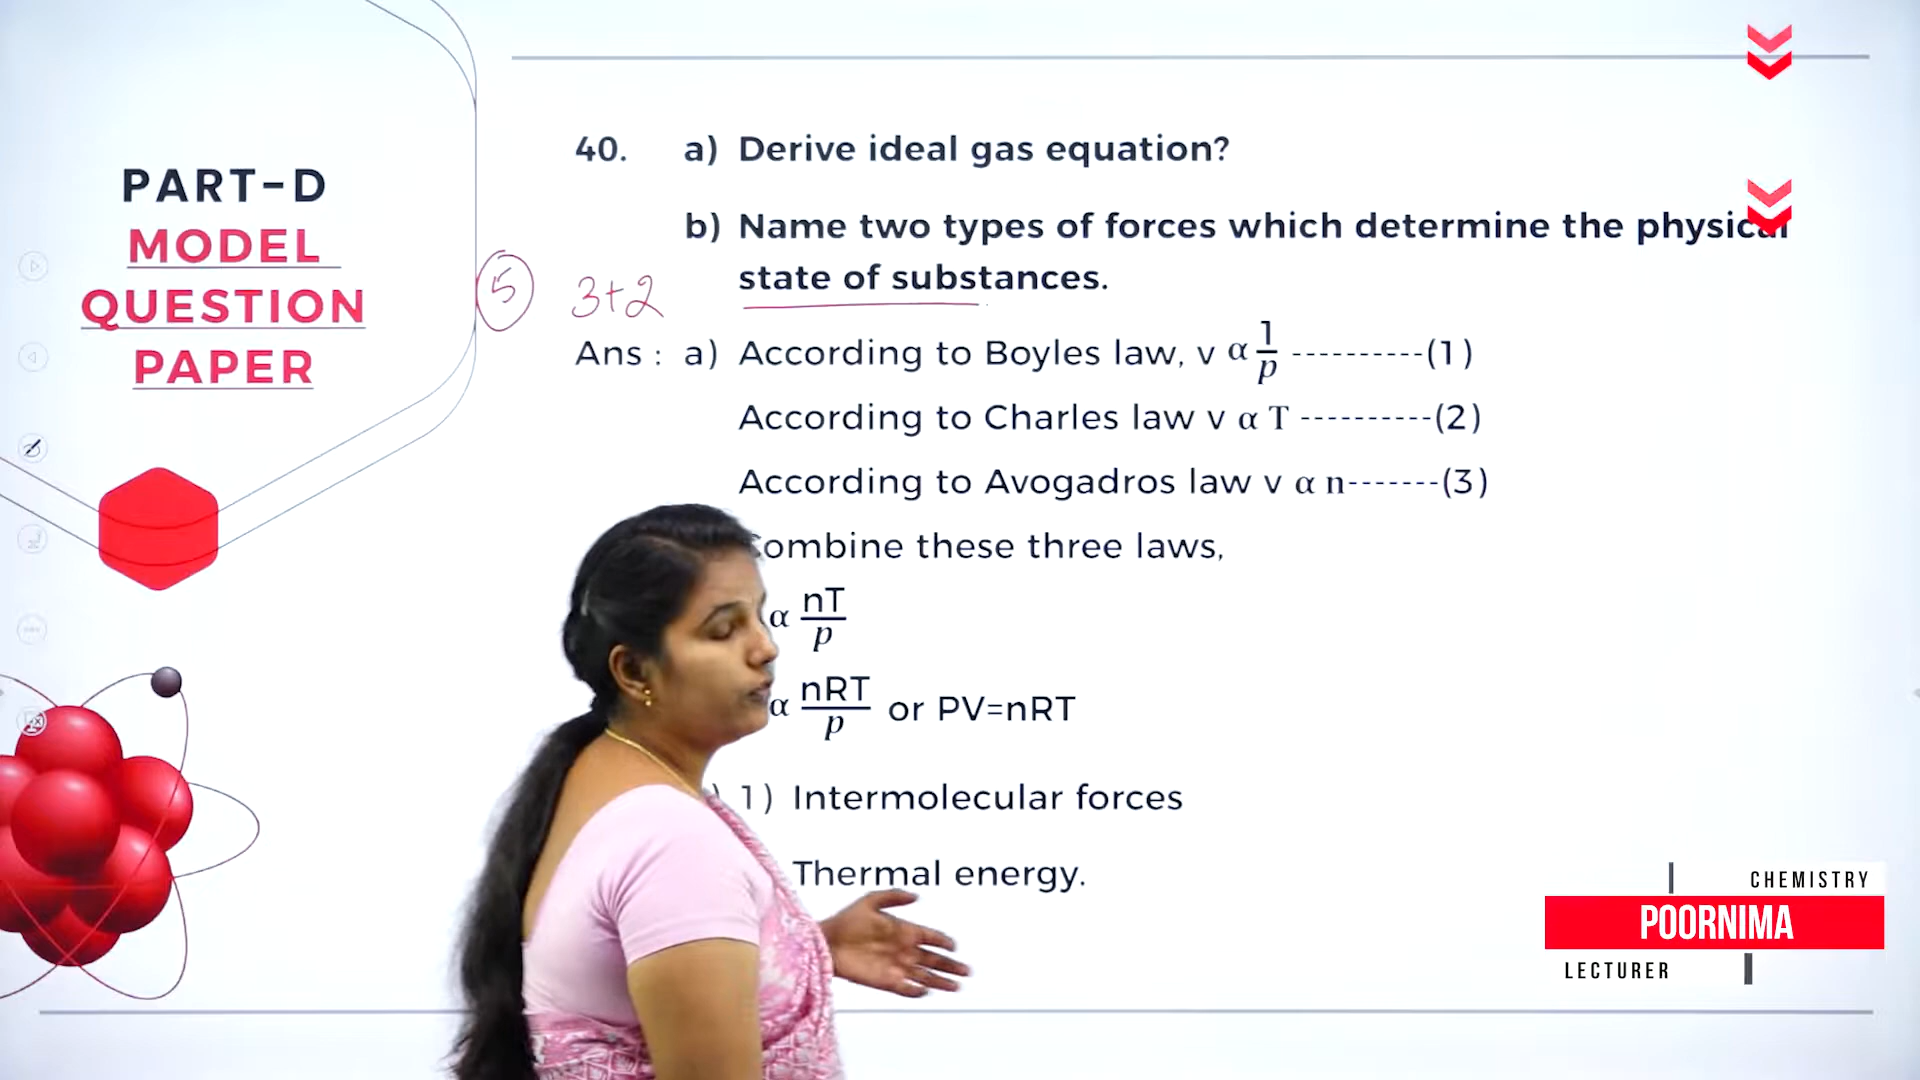 PART-D
MODEL
QUESTION
PAPER
40. a) Derive ideal gas equation?
b) Name two types of forces which determine the physical
state of substances.
5 3+2
Ans : a) According to Boyles law, v α 1/p ----------(1)
According to Charles law v α T ----------(2)
According to Avogadros law v α n-------(3)
ombine these three laws,
α nT/p
α nRT/p or PV=nRT
) 1) Intermolecular forces
Thermal energy.
CHEMISTRY
POORNIMA
LECTURER